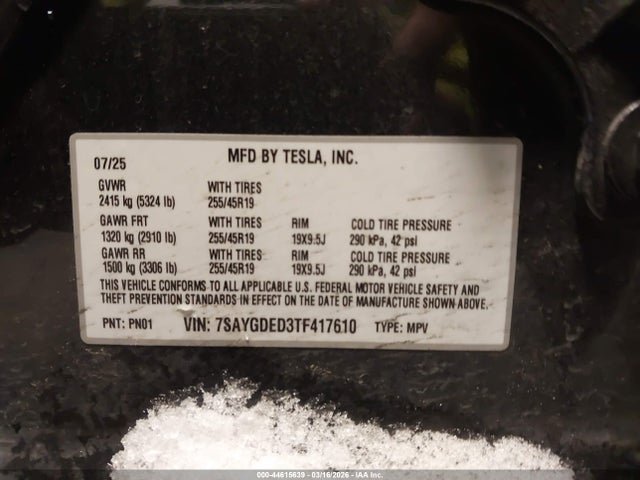 07/25 MFD BY TESLA, INC.
GVWR WITH TIRES
2415 kg (5324 lb) 255/45R19
GAWR FRT WITH TIRES RIM COLD TIRE PRESSURE
1320 kg (2910 lb) 255/45R19 19X9.5J 290 kPa, 42 psi
GAWR RR WITH TIRES RIM COLD TIRE PRESSURE
1500 kg (3306 lb) 255/45R19 19X9.5J 290 kPa, 42 psi
THIS VEHICLE CONFORMS TO ALL APPLICABLE U.S. FEDERAL MOTOR VEHICLE SAFETY AND
THEFT PREVENTION STANDARDS IN EFFECT ON THE DATE OF MANUFACTURE SHOWN ABOVE.
PNT: PN01 VIN: 7SAYGDED3TF417610 TYPE: MPV
000-44615639 | 03/16/2026 | IAA Inc.